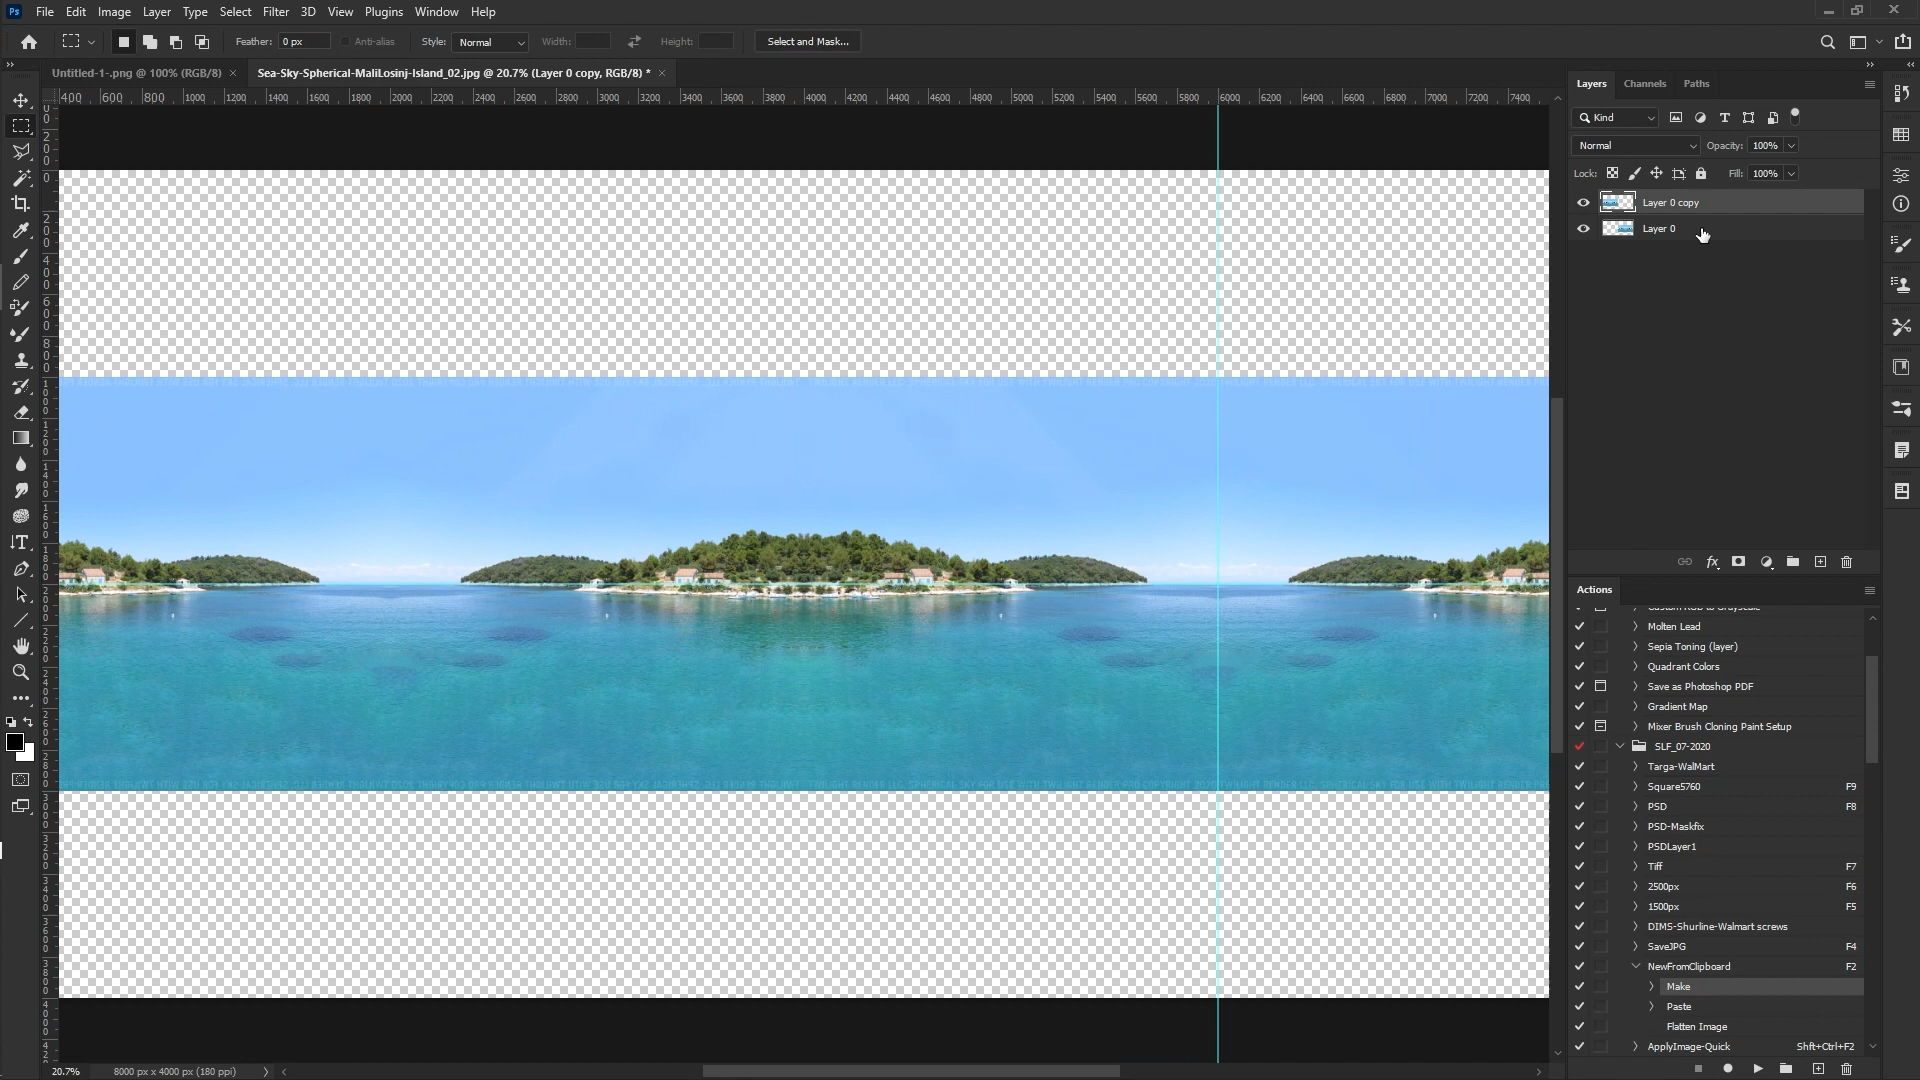 Ps File Edit Image Layer Type Select Filter 3D View Plugins Window Help
Feather: 0 px Anti-alias Style: Normal Width: Height: Select and Mask...
Untitled-1-.png @ 100% (RGB/8) × Sea-Sky-Spherical-MaliLosinj-Island_02.jpg @ 20.7% (Layer 0 copy, RGB/8) * ×
400 600 800 1000 1200 1400 1600 1800 2000 2200 2400 2600 2800 3000 3200 3400 3600 3800 4000 4200 4400 4600 4800 5000 5200 5400 5600 5800 6000 6200 6400 6600 6800 7000 7200 7400
Layers Channels Paths
Kind
Normal Opacity: 100%
Lock: Fill: 100%
Layer 0 copy
Layer 0
Actions
Custom RGB to Grayscale
Molten Lead
Sepia Toning (layer)
Quadrant Colors
Save as Photoshop PDF
Gradient Map
Mixer Brush Cloning Paint Setup
SLF_07-2020
Targa-WalMart
Square5760 F9
PSD F8
PSD-Maskfix
PSDLayer1
Tiff F7
2500px F6
1500px F5
DIMS-Shurline-Walmart screws
SaveJPG F4
NewFromClipboard F2
Make
Paste
Flatten Image
ApplyImage-Quick Shft+Ctrl+F2
20.7% 8000 px x 4000 px (180 ppi)